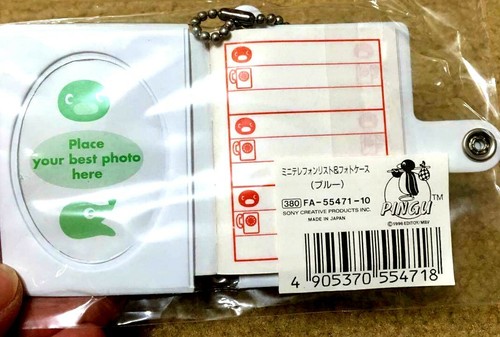 Place
your best photo
here
ミニテレフォンリスト&フォトケース
(ブルー)
380 FA-55471-10
SONY CREATIVE PRODUCTS INC.
MADE IN JAPAN
PINGU TM
4 905370 554718